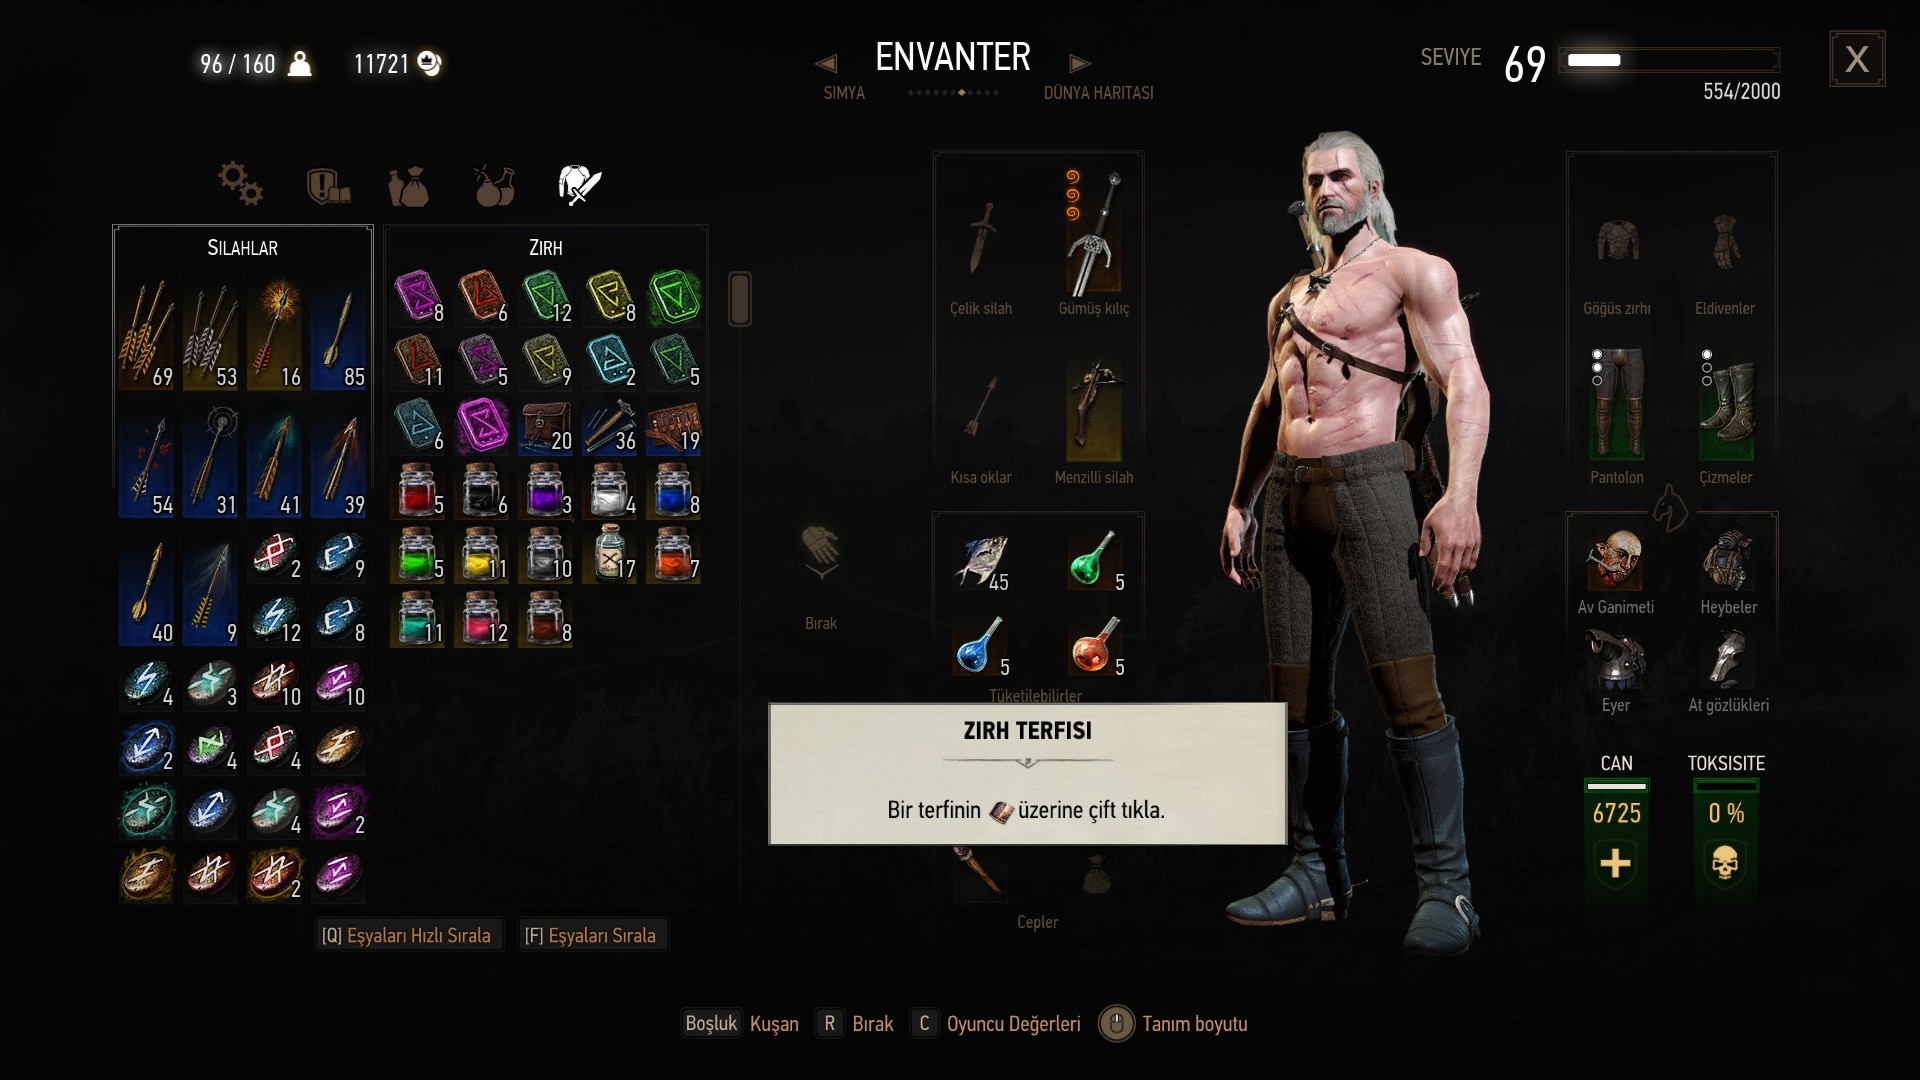 96 / 160
11721
ENVANTER
SIMYA
DÜNYA HARITASI
SEVIYE
69
554/2000
X
SILAHLAR
ZIRH
69
53
16
85
54
31
41
39
40
9
2
9
12
8
4
3
10
10
2
4
4
4
2
2
8
6
12
8
11
5
9
2
5
6
20
36
19
5
6
3
4
8
5
11
10
17
7
11
12
8
[Q] Eşyaları Hızlı Sırala
[F] Eşyaları Sırala
Bırak
Çelik silah
Gümüş kılıç
Kısa oklar
Menzilli silah
45
5
5
5
Tüketilebilirler
ZIRH TERFISI
Bir terfinin üzerine çift tıkla.
Cepler
Göğüs zırhı
Eldivenler
Pantolon
Çizmeler
Av Ganimeti
Heybeler
Eyer
At gözlükleri
CAN
TOKSISITE
6725
0 %
Boşluk Kuşan R Bırak C Oyuncu Değerleri Tanım boyutu